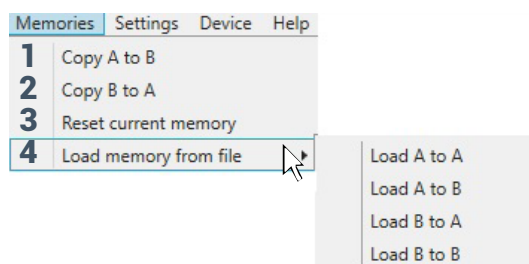 Memories Settings Device Help
1 Copy A to B
2 Copy B to A
3 Reset current memory
4 Load memory from file
Load A to A
Load A to B
Load B to A
Load B to B